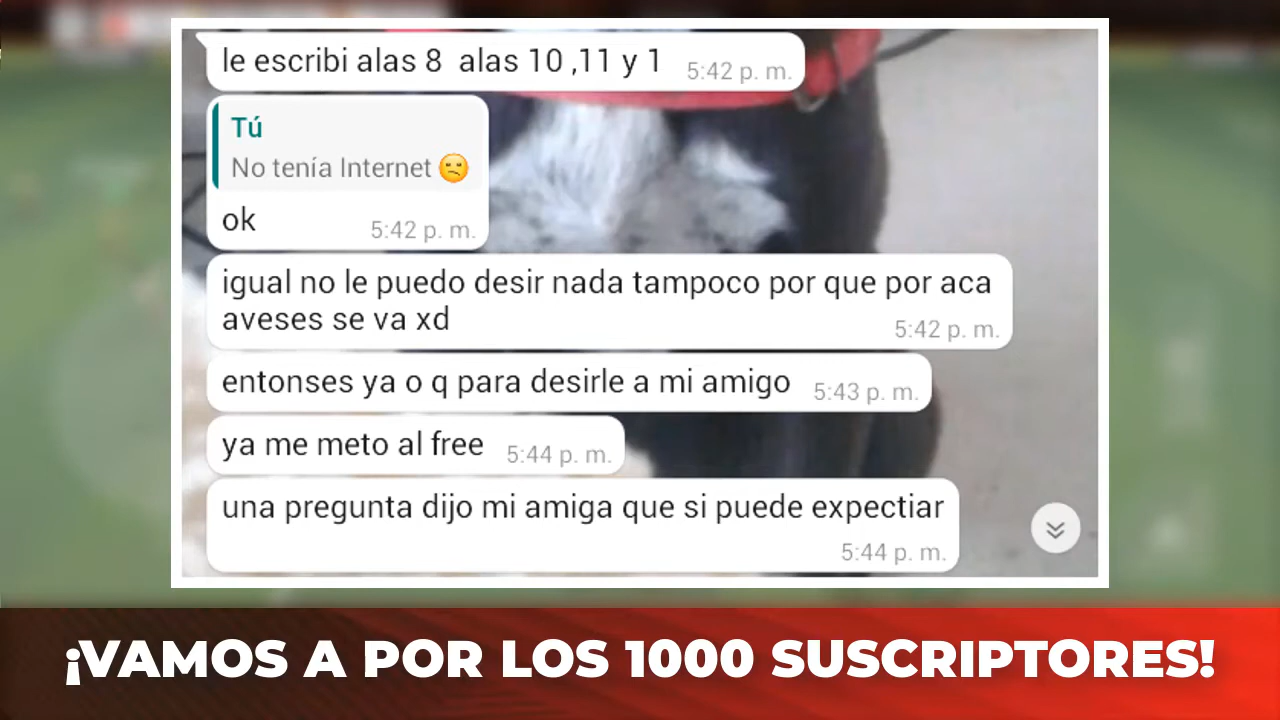 le escribi alas 8  alas 10 ,11 y 1 5:42 p. m.
Tú
No tenía Internet 😕
ok 5:42 p. m.
igual no le puedo desir nada tampoco por que por aca
aveses se va xd 5:42 p. m.
entonses ya o q para desirle a mi amigo 5:43 p. m.
ya me meto al free 5:44 p. m.
una pregunta dijo mi amiga que si puede expectiar
5:44 p. m.
¡VAMOS A POR LOS 1000 SUSCRIPTORES!